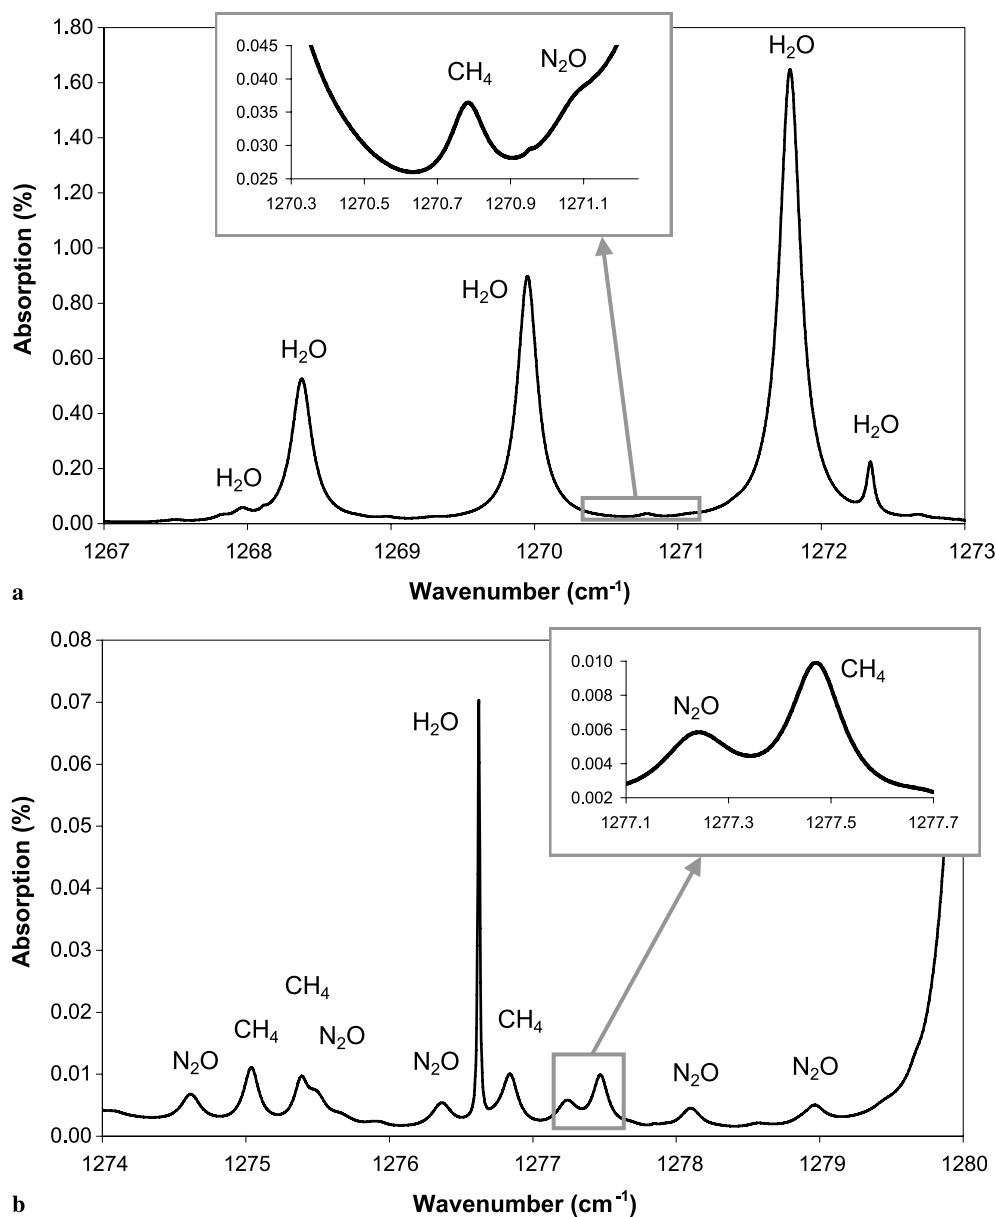 1.80
1.60
1.40
1.20
1.00
0.80
0.60
0.40
0.20
0.00
Absorption (%)
0.045
0.040
0.035
0.030
0.025
CH4
N2O
1270.3 1270.5 1270.7 1270.9 1271.1
H2O
H2O
H2O
H2O
H2O
1267 1268 1269 1270 1271 1272 1273
a
Wavenumber (cm-1)
0.08
0.07
0.06
0.05
0.04
0.03
0.02
0.01
0.00
Absorption (%)
0.010
0.008
0.006
0.004
0.002
N2O
CH4
1277.1 1277.3 1277.5 1277.7
H2O
N2O
CH4
CH4
N2O
N2O
CH4
N2O
N2O
1274 1275 1276 1277 1278 1279 1280
b
Wavenumber (cm-1)